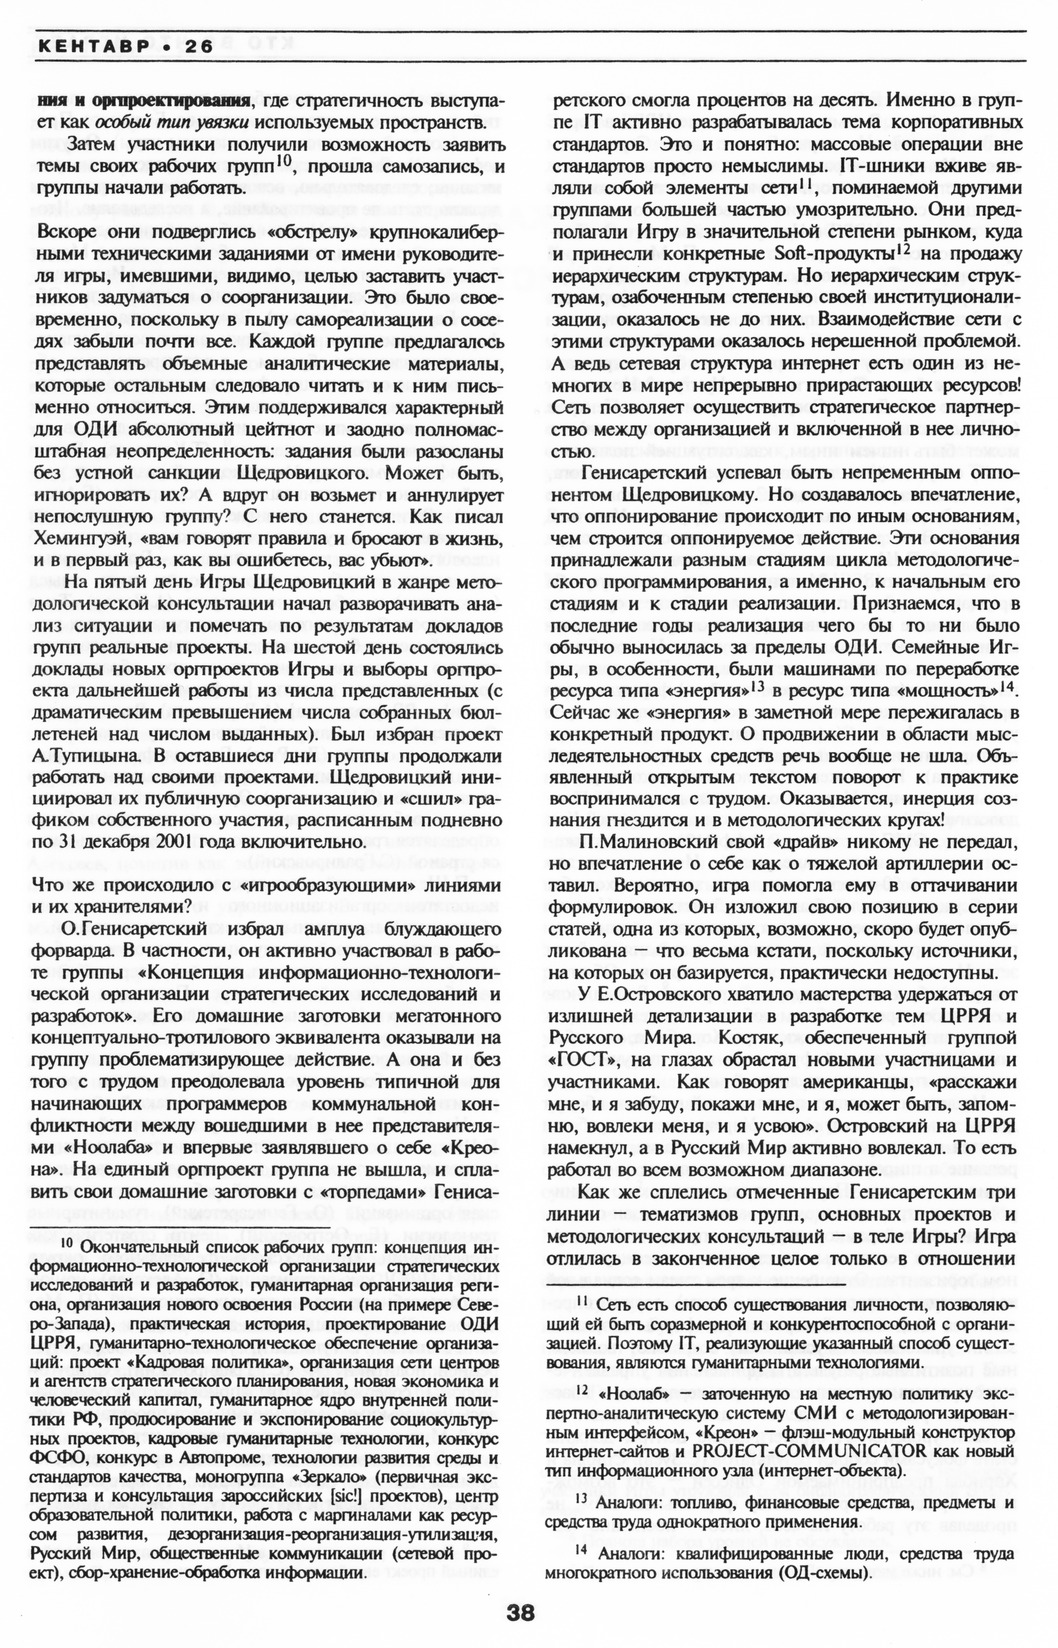 КЕНТАВР • 26
ния и оргпроектирования, где стратегичность выступа-
ет как особый тип увязки используемых пространств.
Затем участники получили возможность заявить
темы своих рабочих групп10, прошла самозапись, и
группы начали работать.
Вскоре они подверглись «обстрелу» крупнокалибер-
ными техническими заданиями от имени руководите-
ля игры, имевшими, видимо, целью заставить участ-
ников задуматься о соорганизации. Это было свое-
временно, поскольку в пылу самореализации о сосе-
дях забыли почти все. Каждой группе предлагалось
представлять объемные аналитические материалы,
которые остальным следовало читать и к ним пись-
менно относиться. Этим поддерживался характерный
для ОДИ абсолютный цейтнот и заодно полномас-
штабная неопределенность: задания были разосланы
без устной санкции Щедровицкого. Может быть,
игнорировать их? А вдруг он возьмет и аннулирует
непослушную группу? С него станется. Как писал
Хемингуэй, «вам говорят правила и бросают в жизнь,
и в первый раз, как вы ошибетесь, вас убьют».
На пятый день Игры Щедровицкий в жанре мето-
дологической консультации начал разворачивать ана-
лиз ситуации и помечать по результатам докладов
групп реальные проекты. На шестой день состоялись
доклады новых оргпроектов Игры и выборы оргпро-
екта дальнейшей работы из числа представленных (с
драматическим превышением числа собранных бюл-
летеней над числом выданных). Был избран проект
А.Тупицына. В оставшиеся дни группы продолжали
работать над своими проектами. Щедровицкий ини-
циировал их публичную соорганизацию и «сшил» гра-
фиком собственного участия, расписанным подневно
по 31 декабря 2001 года включительно.
Что же происходило с «игрообразующими» линиями
и их хранителями?
О.Генисаретский избрал амплуа блуждающего
форварда. В частности, он активно участвовал в рабо-
те группы «Концепция информационно-технологи-
ческой организации стратегических исследований и
разработок». Его домашние заготовки мегатонного
концептуально-тротилового эквивалента оказывали на
группу проблематизирующее действие. А она и без
того с трудом преодолевала уровень типичной для
начинающих программеров коммунальной кон-
фликтности между вошедшими в нее представителя-
ми «Ноолаба» и впервые заявлявшего о себе «Крео-
на». На единый оргпроект группа не вышла, и спла-
вить свои домашние заготовки с «торпедами» Гениса-
10 Окончательный список рабочих групп: концепция ин-
формационно-технологической организации стратегических
исследований и разработок, гуманитарная организация реги-
она, организация нового освоения России (на примере Севе-
ро-Запада), практическая история, проектирование ОДИ
ЦРРЯ, гуманитарно-технологическое обеспечение организа-
ций: проект «Кадровая политика», организация сети центров
и агентств стратегического планирования, новая экономика и
человеческий капитал, гуманитарное ядро внутренней поли-
тики РФ, продюсирование и экспонирование социокультур-
ных проектов, кадровые гуманитарные технологии, конкурс
ФСФО, конкурс в Автопроме, технологии развития среды и
стандартов качества, моногруппа «Зеркало» (первичная экс-
пертиза и консультация зароссийских [sic!] проектов), центр
образовательной политики, работа с маргиналами как ресур-
сом развития, дезорганизация-реорганизация-утилизация,
Русский Мир, общественные коммуникации (сетевой про-
ект), сбор-хранение-обработка информации.
ретского смогла процентов на десять. Именно в груп-
пе IT активно разрабатывалась тема корпоративных
стандартов. Это и понятно: массовые операции вне
стандартов просто немыслимы. IT-шники вживе яв-
ляли собой элементы сети11, поминаемой другими
группами большей частью умозрительно. Они пред-
полагали Игру в значительной степени рынком, куда
и принесли конкретные Soft-продукты12 на продажу
иерархическим структурам. Но иерархическим струк-
турам, озабоченным степенью своей институционали-
зации, оказалось не до них. Взаимодействие сети с
этими структурами оказалось нерешенной проблемой.
А ведь сетевая структура интернет есть один из не-
многих в мире непрерывно прирастающих ресурсов!
Сеть позволяет осуществить стратегическое партнер-
ство между организацией и включенной в нее лично-
стью.
Генисаретский успевал быть непременным оппо-
нентом Щедровицкому. Но создавалось впечатление,
что оппонирование происходит по иным основаниям,
чем строится оппонируемое действие. Эти основания
принадлежали разным стадиям цикла методологиче-
ского программирования, а именно, к начальным его
стадиям и к стадии реализации. Признаемся, что в
последние годы реализация чего бы то ни было
обычно выносилась за пределы ОДИ. Семейные Иг-
ры, в особенности, были машинами по переработке
ресурса типа «энергия»13 в ресурс типа «мощность»14.
Сейчас же «энергия» в заметной мере пережигалась в
конкретный продукт. О продвижении в области мыс-
ледеятельностных средств речь вообще не шла. Объ-
явленный открытым текстом поворот к практике
воспринимался с трудом. Оказывается, инерция соз-
нания гнездится и в методологических кругах!
П.Малиновский свой «драйв» никому не передал,
но впечатление о себе как о тяжелой артиллерии ос-
тавил. Вероятно, игра помогла ему в оттачивании
формулировок. Он изложил свою позицию в серии
статей, одна из которых, возможно, скоро будет опуб-
ликована — что весьма кстати, поскольку источники,
на которых он базируется, практически недоступны.
У Е.Островского хватило мастерства удержаться от
излишней детализации в разработке тем ЦРРЯ и
Русского Мира. Костяк, обеспеченный группой
«ГОСТ», на глазах обрастал новыми участницами и
участниками. Как говорят американцы, «расскажи
мне, и я забуду, покажи мне, и я, может быть, запом-
ню, вовлеки меня, и я усвою». Островский на ЦРРЯ
намекнул, а в Русский Мир активно вовлекал. То есть
работал во всем возможном диапазоне.
Как же сплелись отмеченные Генисаретским три
линии — тематизмов групп, основных проектов и
методологических консультаций — в теле Игры? Игра
отлилась в законченное целое только в отношении
11 Сеть есть способ существования личности, позволяю-
щий ей быть соразмерной и конкурентоспособной с органи-
зацией. Поэтому IT, реализующие указанный способ сущест-
вования, являются гуманитарными технологиями.
12 «Ноолаб» — заточенную на местную политику экс-
пертно-аналитическую систему СМИ с методологизирован-
ным интерфейсом, «Креон» — флэш-модульный конструктор
интернет-сайтов и PROJECT-COMMUNICATOR как новый
тип информационного узла (интернет-объекта).
13 Аналоги: топливо, финансовые средства, предметы и
средства труда однократного применения.
14 Аналоги: квалифицированные люди, средства труда
многократного использования (ОД-схемы).
38